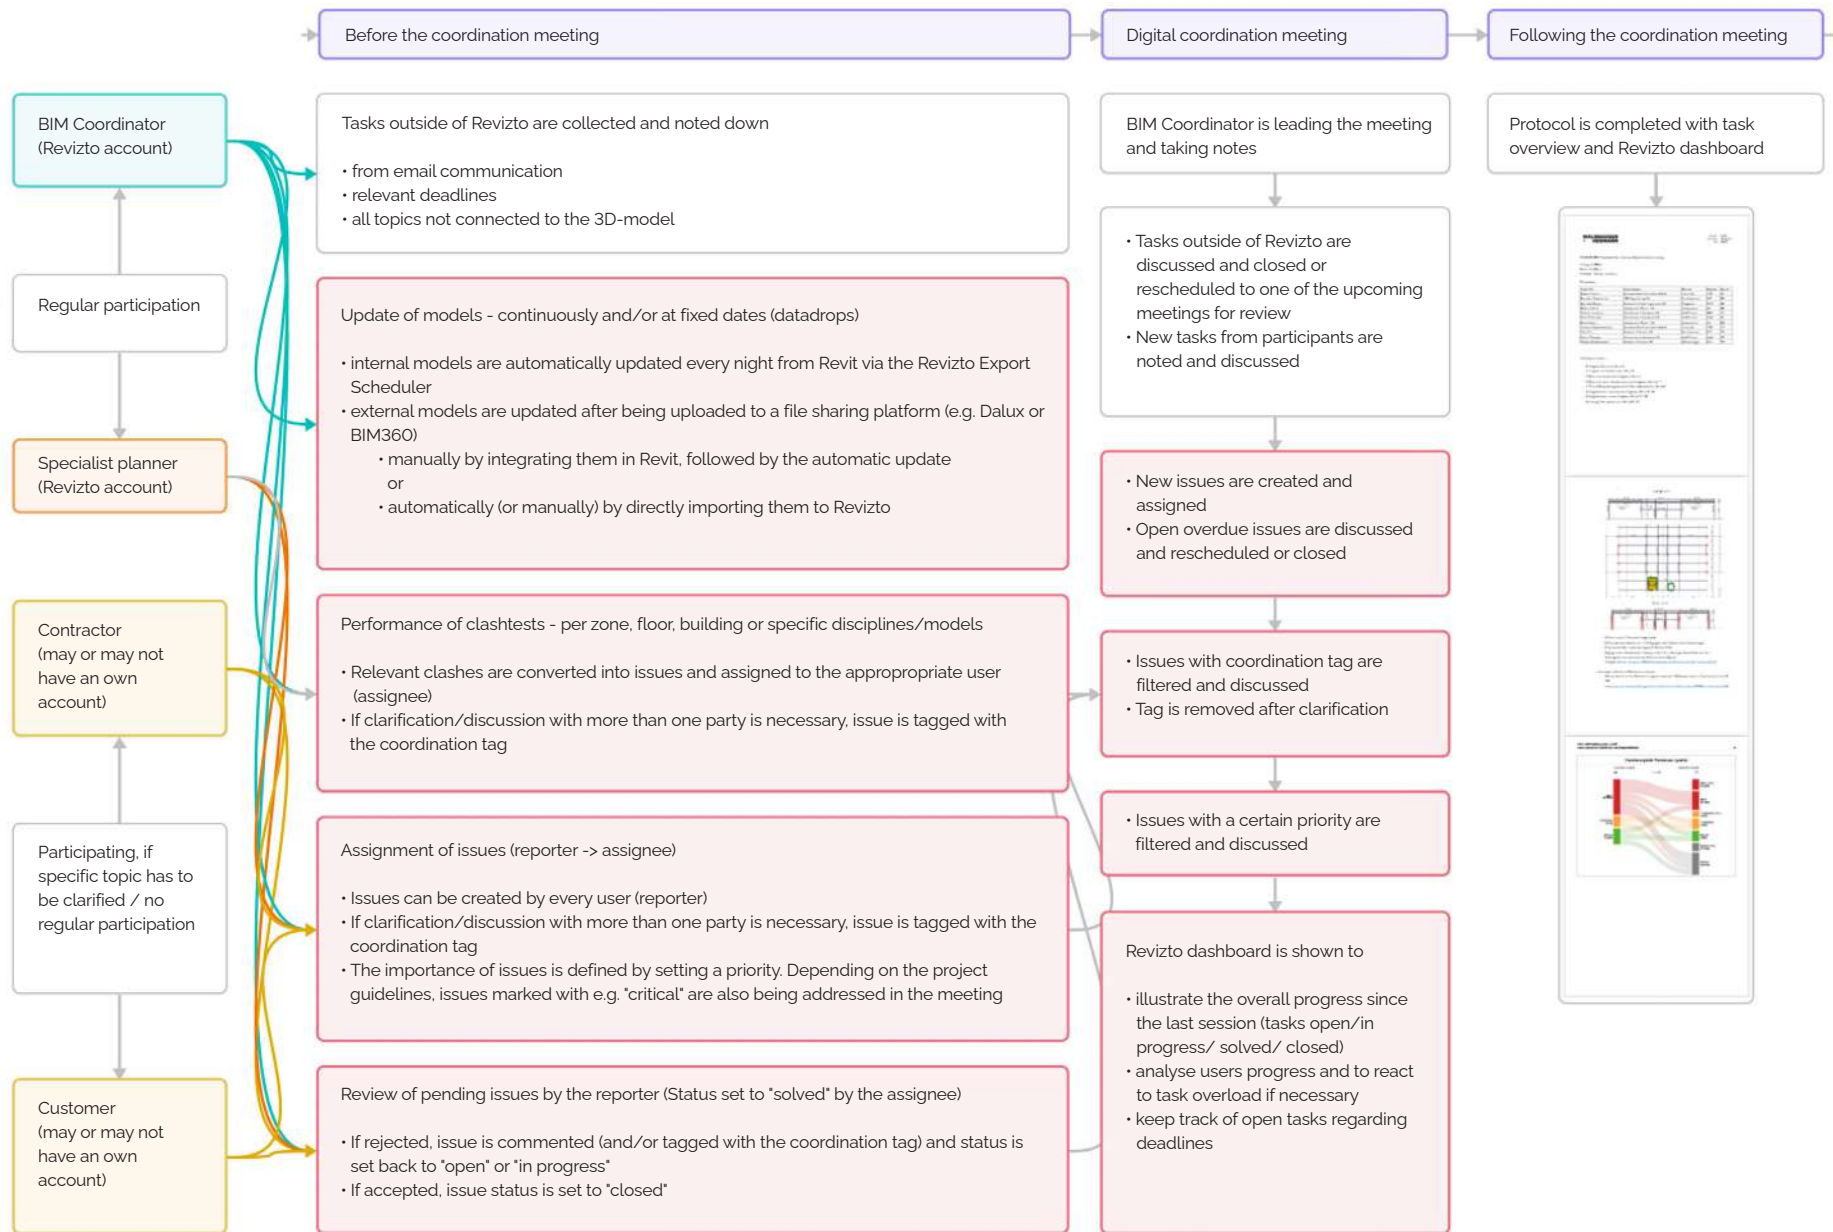 Before the coordination meeting
Digital coordination meeting
Following the coordination meeting
BIM Coordinator
(Revizto account)
Regular participation
Specialist planner
(Revizto account)
Contractor
(may or may not
have an own
account)
Participating, if
specific topic has to
be clarified / no
regular participation
Customer
(may or may not
have an own
account)
Tasks outside of Revizto are collected and noted down
• from email communication
• relevant deadlines
• all topics not connected to the 3D-model
Update of models - continuously and/or at fixed dates (datadrops)
• internal models are automatically updated every night from Revit via the Revizto Export
Scheduler
• external models are updated after being uploaded to a file sharing platform (e.g. Dalux or
BIM360)
• manually by integrating them in Revit, followed by the automatic update
or
• automatically (or manually) by directly importing them to Revizto
Performance of clashtests - per zone, floor, building or specific disciplines/models
• Relevant clashes are converted into issues and assigned to the appropropriate user
(assignee)
• If clarification/discussion with more than one party is necessary, issue is tagged with
the coordination tag
Assignment of issues (reporter -> assignee)
• Issues can be created by every user (reporter)
• If clarification/discussion with more than one party is necessary, issue is tagged with the
coordination tag
• The importance of issues is defined by setting a priority. Depending on the project
guidelines, issues marked with e.g. "critical" are also being addressed in the meeting
Review of pending issues by the reporter (Status set to "solved" by the assignee)
• If rejected, issue is commented (and/or tagged with the coordination tag) and status is
set back to "open" or "in progress"
• If accepted, issue status is set to "closed"
BIM Coordinator is leading the meeting
and taking notes
• Tasks outside of Revizto are
discussed and closed or
rescheduled to one of the upcoming
meetings for review
• New tasks from participants are
noted and discussed
• New issues are created and
assigned
• Open overdue issues are discussed
and rescheduled or closed
• Issues with coordination tag are
filtered and discussed
• Tag is removed after clarification
• Issues with a certain priority are
filtered and discussed
Revizto dashboard is shown to
• illustrate the overall progress since
the last session (tasks open/in
progress/ solved/ closed)
• analyse users progress and to react
to task overload if necessary
• keep track of open tasks regarding
deadlines
Protocol is completed with task
overview and Revizto dashboard